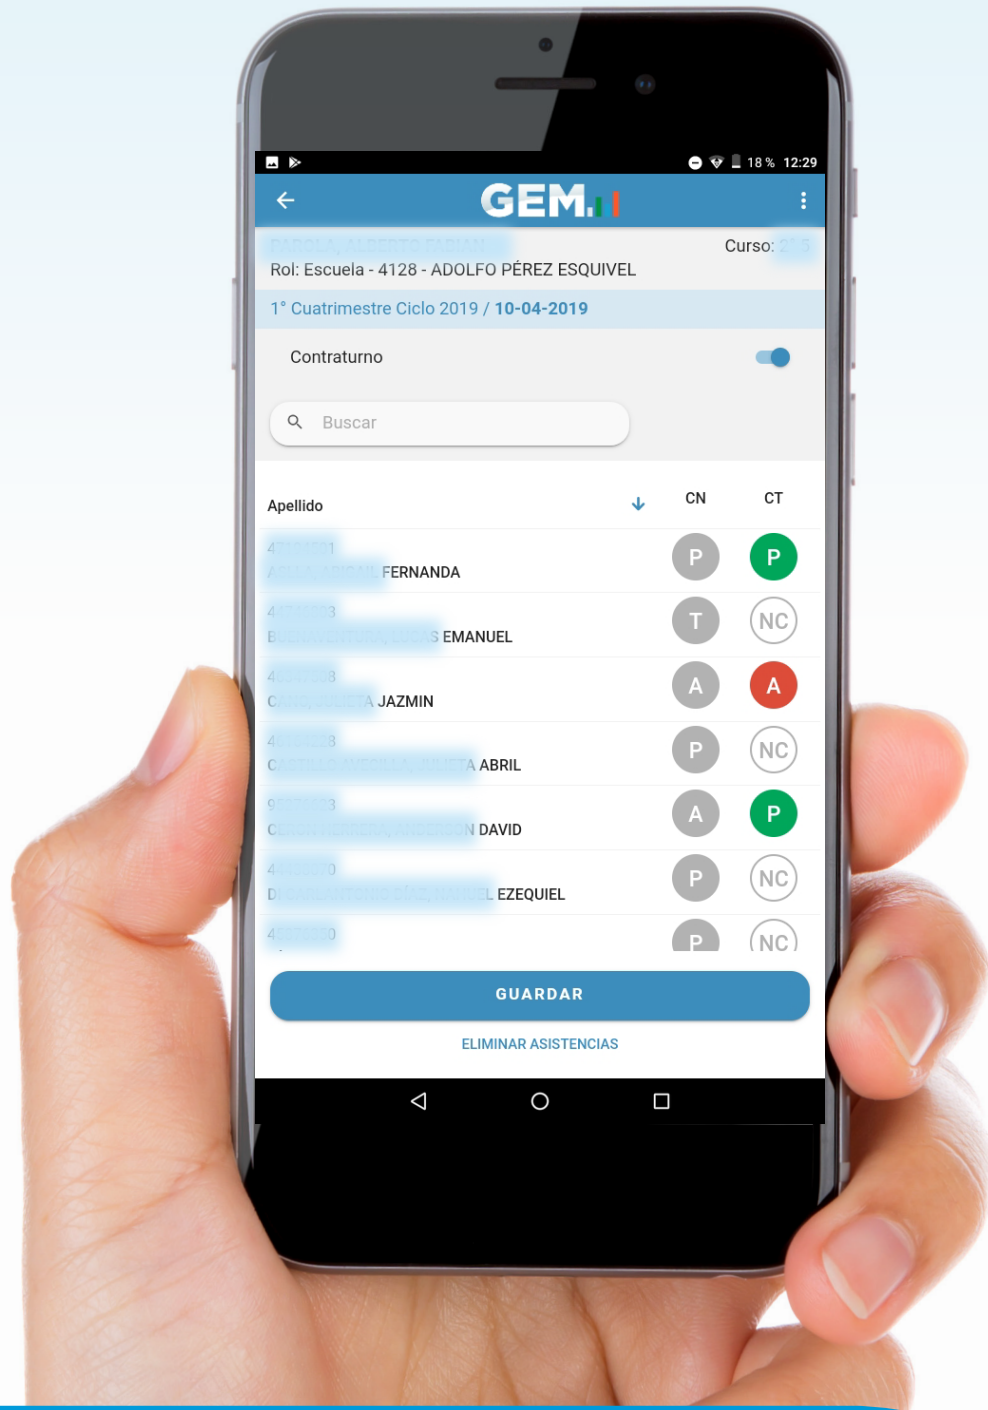 18 % 12:29
GEM.
Curso:
Rol: Escuela - 4128 - ADOLFO PÉREZ ESQUIVEL
1° Cuatrimestre Ciclo 2019 / 10-04-2019
Contraturno
Buscar
Apellido CN CT
P P
FERNANDA
T NC
EMANUEL
A A
JAZMIN
P NC
ABRIL
A P
DAVID
P NC
EZEQUIEL
P NC
GUARDAR
ELIMINAR ASISTENCIAS